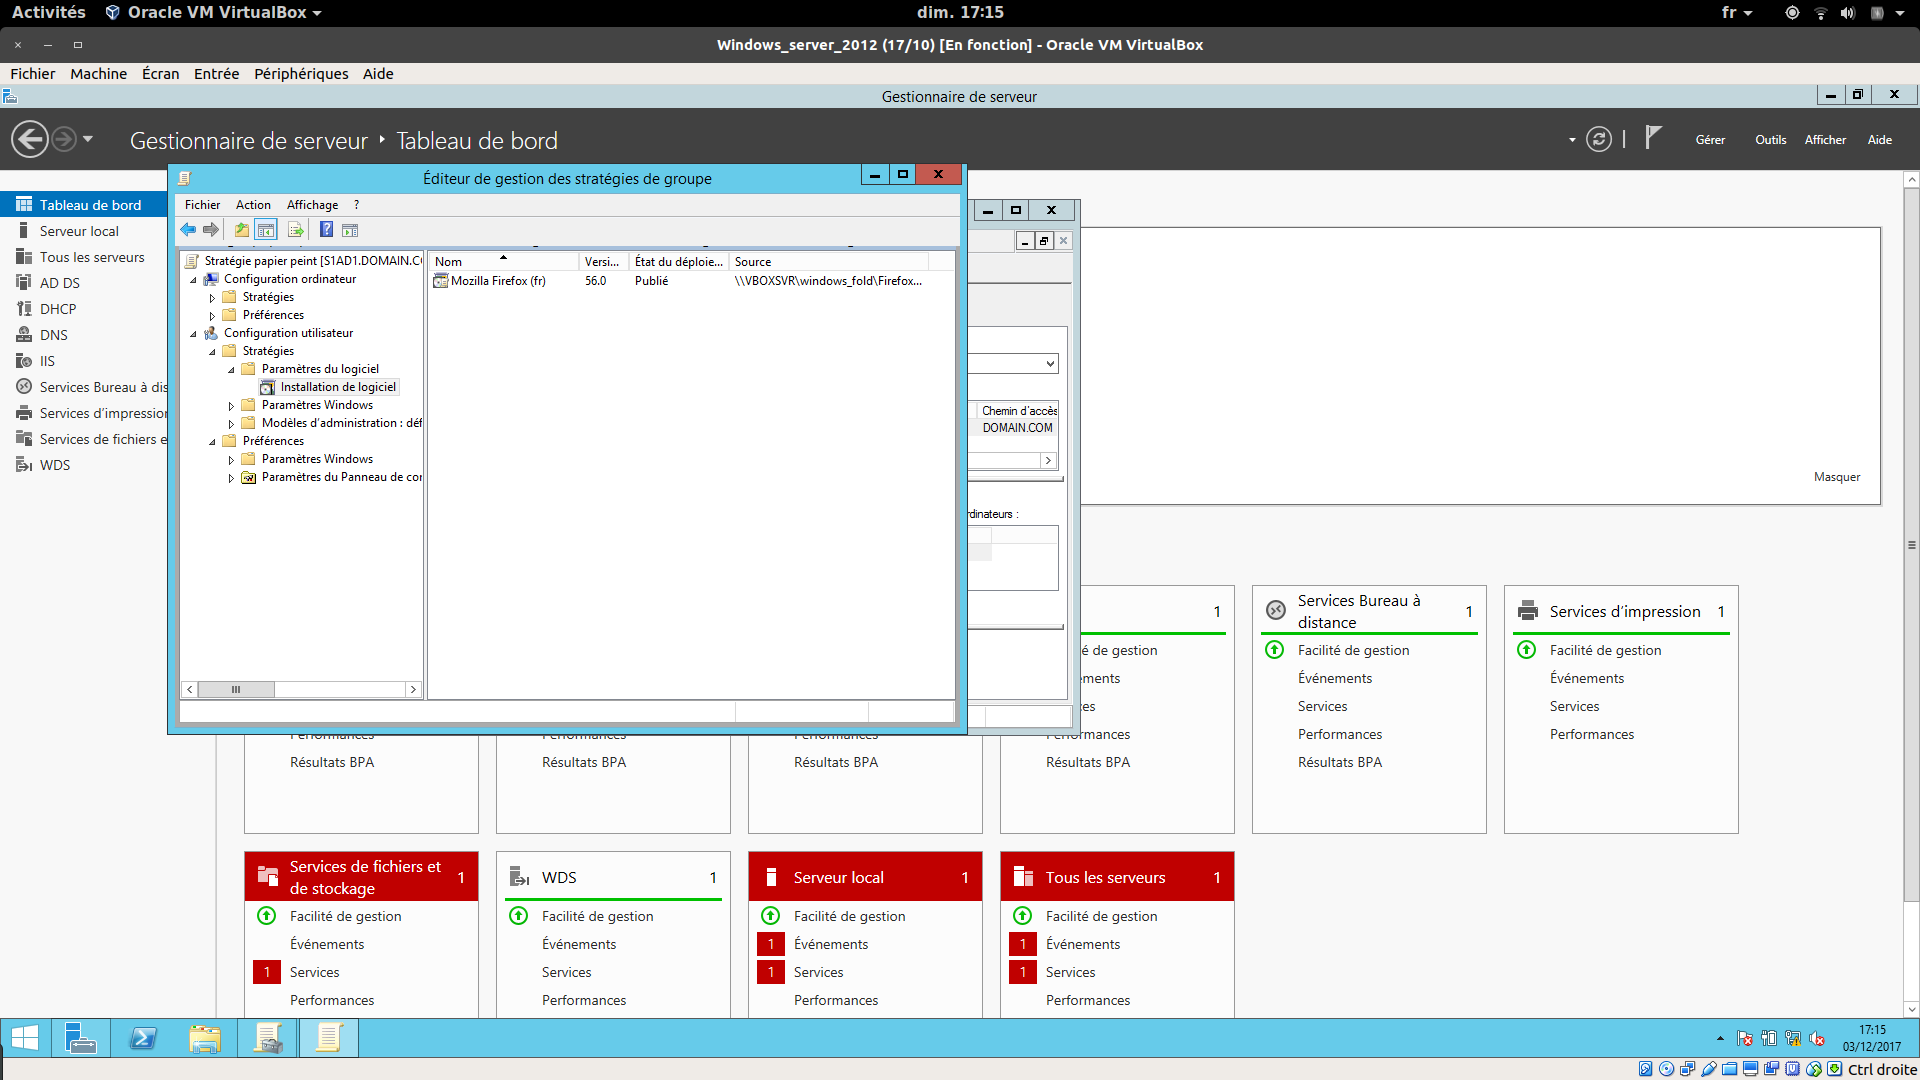 Activités
Oracle VM VirtualBox
dim. 17:15
fr
Windows_server_2012 (17/10) [En fonction] - Oracle VM VirtualBox
Fichier Machine Écran Entrée Périphériques Aide
Gestionnaire de serveur
Gestionnaire de serveur
Tableau de bord
Gérer Outils Afficher Aide
Tableau de bord
Serveur local
Tous les serveurs
AD DS
DHCP
DNS
IIS
Services Bureau à dis
Services d'impression
Services de fichiers e
WDS
Éditeur de gestion des stratégies de groupe
Fichier Action Affichage ?
Stratégie papier peint [S1AD1.DOMAIN.CO
Configuration ordinateur
Stratégies
Préférences
Configuration utilisateur
Stratégies
Paramètres du logiciel
Installation de logiciel
Paramètres Windows
Modèles d'administration : déf
Préférences
Paramètres Windows
Paramètres du Panneau de cor
Nom Versi... État du déploie... Source
Mozilla Firefox (fr) 56.0 Publié \\VBOXSVR\windows_fold\Firefox...
Chemin d'accès
DOMAIN.COM
rdinateurs :
Masquer
1
é de gestion
ements
es
ormances
Résultats BPA
Services Bureau à distance 1
Facilité de gestion
Événements
Services
Performances
Résultats BPA
Services d'impression 1
Facilité de gestion
Événements
Services
Performances
Performances
Résultats BPA
Performances
Résultats BPA
Performances
Résultats BPA
Services de fichiers et de stockage 1
Facilité de gestion
Événements
1 Services
Performances
WDS 1
Facilité de gestion
Événements
Services
Performances
Serveur local 1
Facilité de gestion
1 Événements
1 Services
Performances
Tous les serveurs 1
Facilité de gestion
1 Événements
1 Services
Performances
17:15
03/12/2017
Ctrl droite